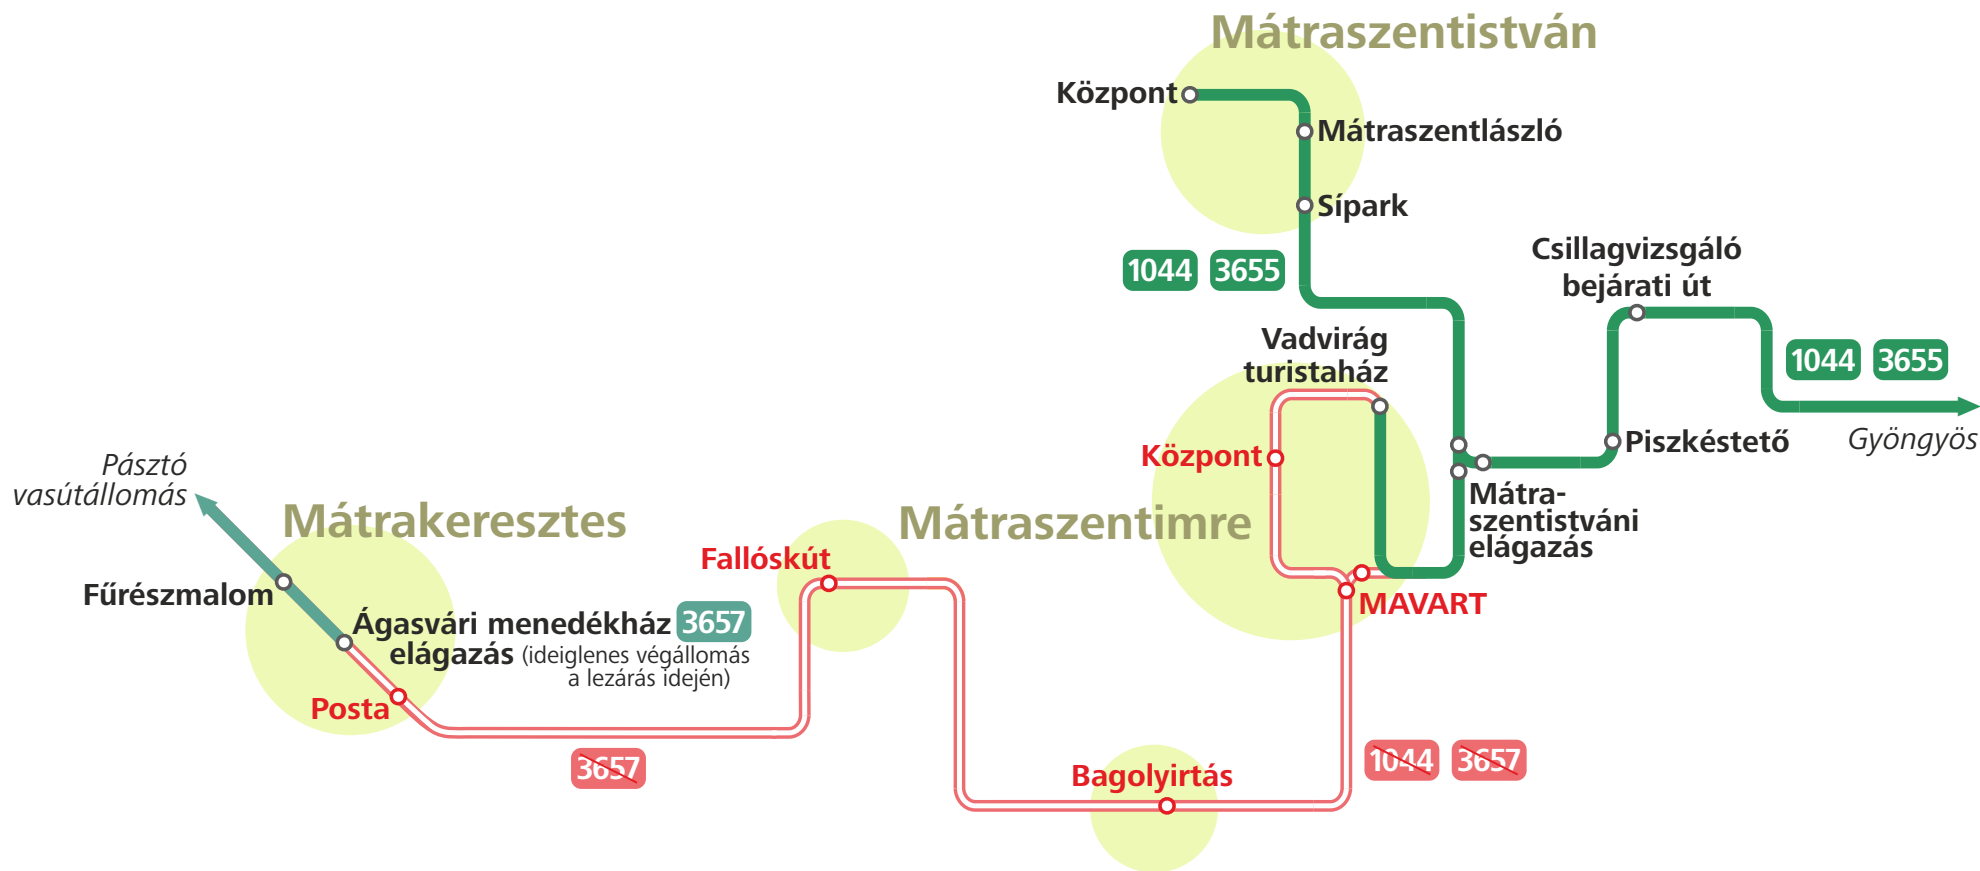 Mátraszentistván
Központ
Mátraszentlászló
Sípark
1044 3655
Csillagvizsgáló
bejárati út
Vadvirág
turistaház
1044 3655
Gyöngyös
Piszkéstető
Központ
Mátra-
szentistváni
elágazás
Pásztó
vasútállomás
Mátrakeresztes
Mátraszentimre
Fallóskút
Fűrészmalom
Ágasvári menedékház 3657
elágazás (ideiglenes végállomás
a lezárás idején)
MAVART
Posta
3657
1044 3657
Bagolyirtás